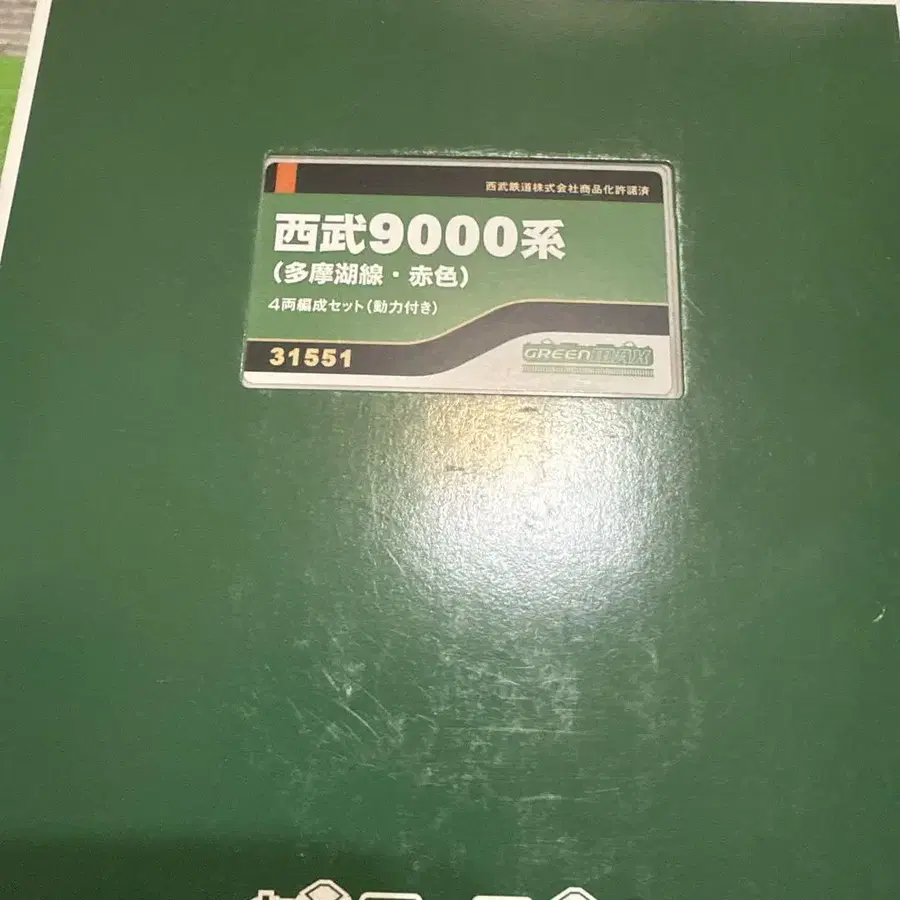 西武鉄道株式会社商品化許諾済
西武9000系
(多摩湖線・赤色)
4両編成セット(動力付き)
31551
GREENMAX